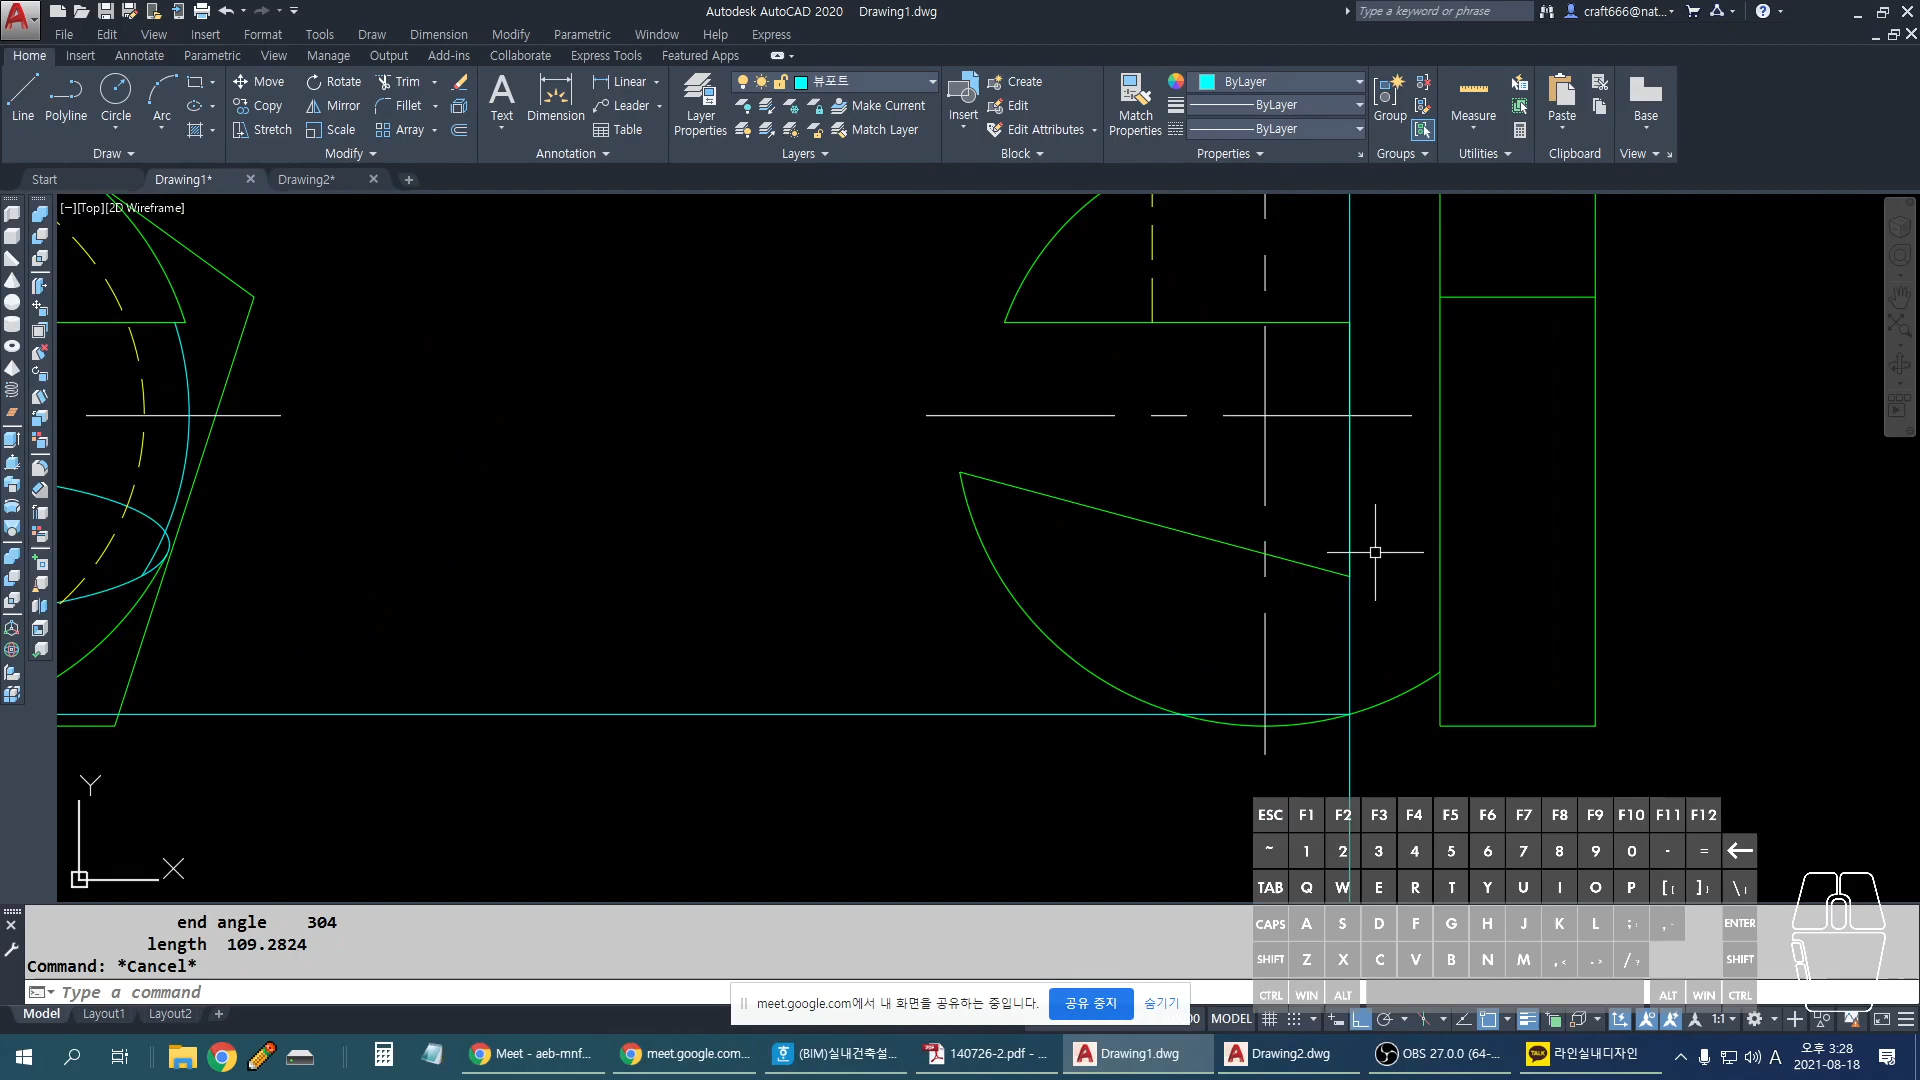 Autodesk AutoCAD 2020 Drawing1.dwg
Type a keyword or phrase
craft666@nat...
File Edit View Insert Format Tools Draw Dimension Modify Parametric Window Help Express
Home Insert Annotate Parametric View Manage Output Add-ins Collaborate Express Tools Featured Apps
Line Polyline Circle Arc
Move Rotate Trim
Copy Mirror Fillet
Stretch Scale Array
Text Dimension
Linear
Leader
Table
Layer Properties
뷰포트
Make Current
Match Layer
Insert
Create
Edit
Edit Attributes
Match Properties
ByLayer
ByLayer
ByLayer
Group
Measure
Paste
Base
Draw Modify Annotation Layers Block Properties Groups Utilities Clipboard View
Start Drawing1* Drawing2*
[−][Top][2D Wireframe]
Y
X
ESC F1 F2 F3 F4 F5 F6 F7 F8 F9 F10 F11 F12
~ 1 2 3 4 5 6 7 8 9 0 - =
TAB Q W E R T Y U I O P [ { ] } \ |
CAPS A S D F G H J K L ; : ENTER
SHIFT Z X C V B N M , < . > / ? SHIFT
CTRL WIN ALT ALT WIN CTRL
end angle 304
length 109.2824
Command: *Cancel*
Type a command
meet.google.com에서 내 화면을 공유하는 중입니다. 공유 중지 숨기기
Model Layout1 Layout2 +
MODEL
1:1
Meet - aeb-mnf...
meet.google.com...
(BIM)실내건축설...
140726-2.pdf - ...
Drawing1.dwg
Drawing2.dwg
OBS 27.0.0 (64-...
라인실내디자인
A
오후 3:28
2021-08-18